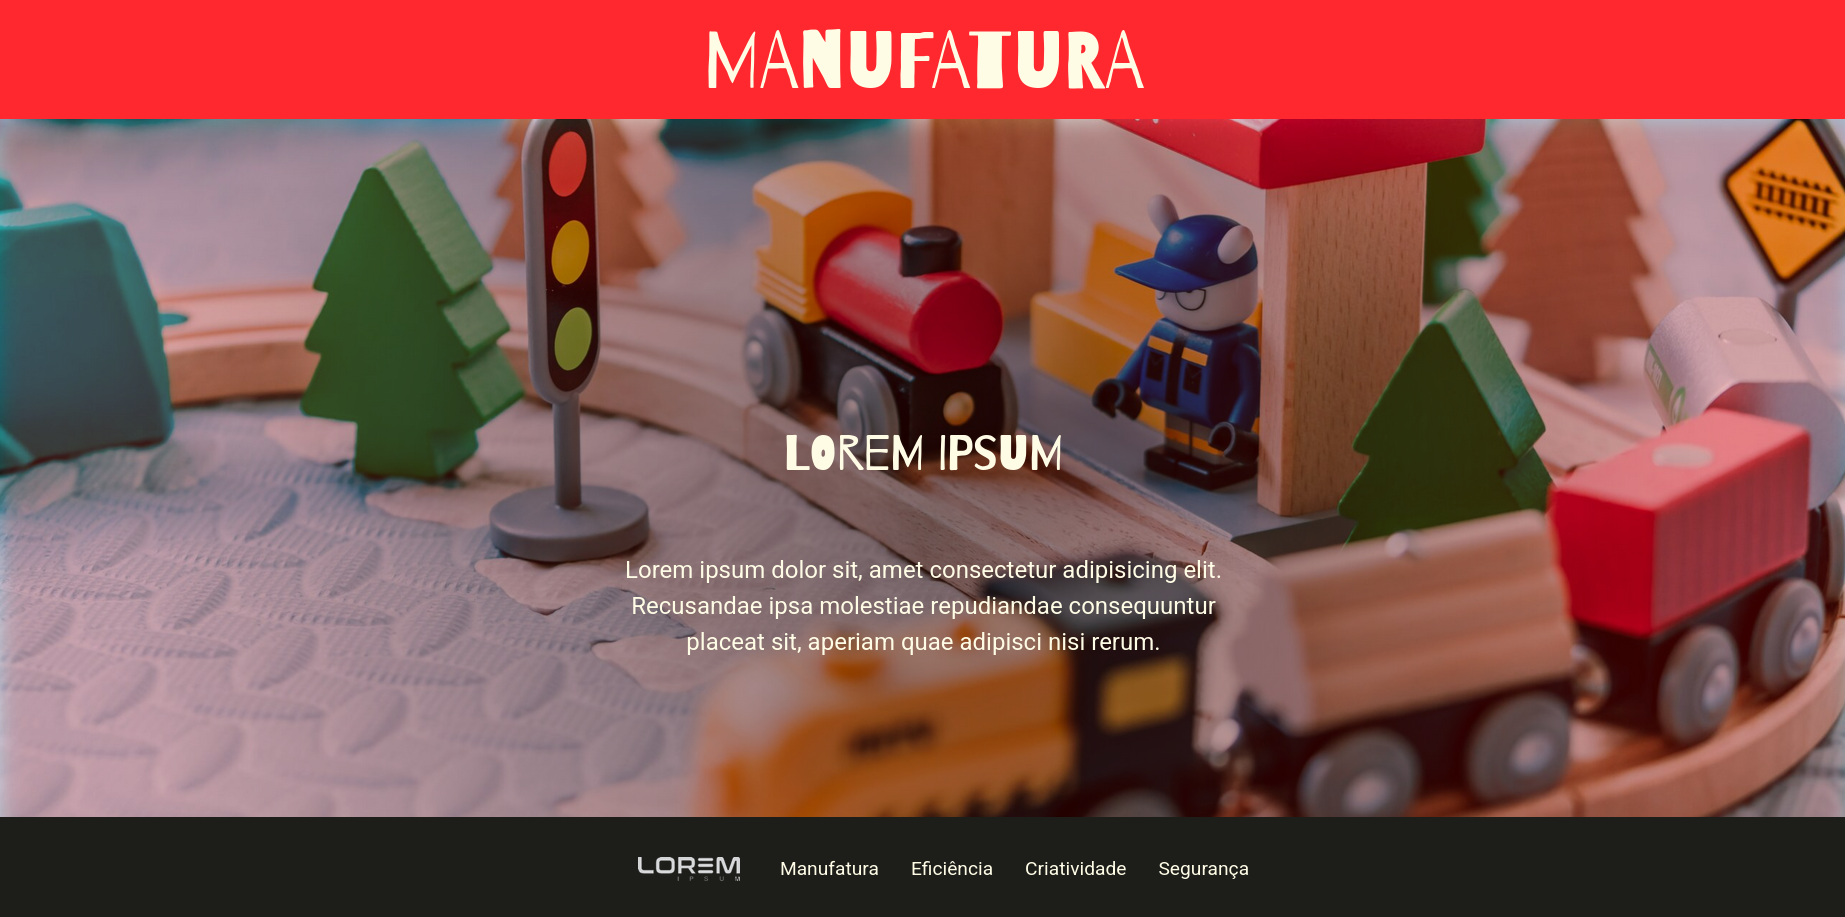 MANUFATURA
LOREM IPSUM
Lorem ipsum dolor sit, amet consectetur adipisicing elit.
Recusandae ipsa molestiae repudiandae consequuntur
placeat sit, aperiam quae adipisci nisi rerum.
LOREM
IPSUM
Manufatura Eficiência Criatividade Segurança